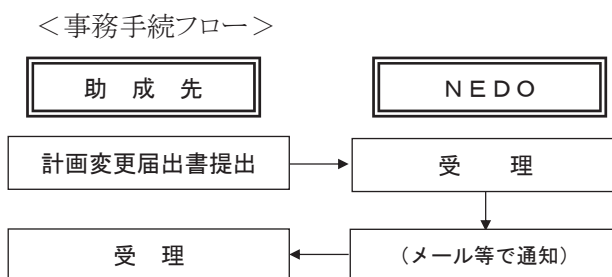 ＜事務手続フロー＞
助　成　先
ＮＥＤＯ
計画変更届出書提出
受　　理
受　理
（メール等で通知）